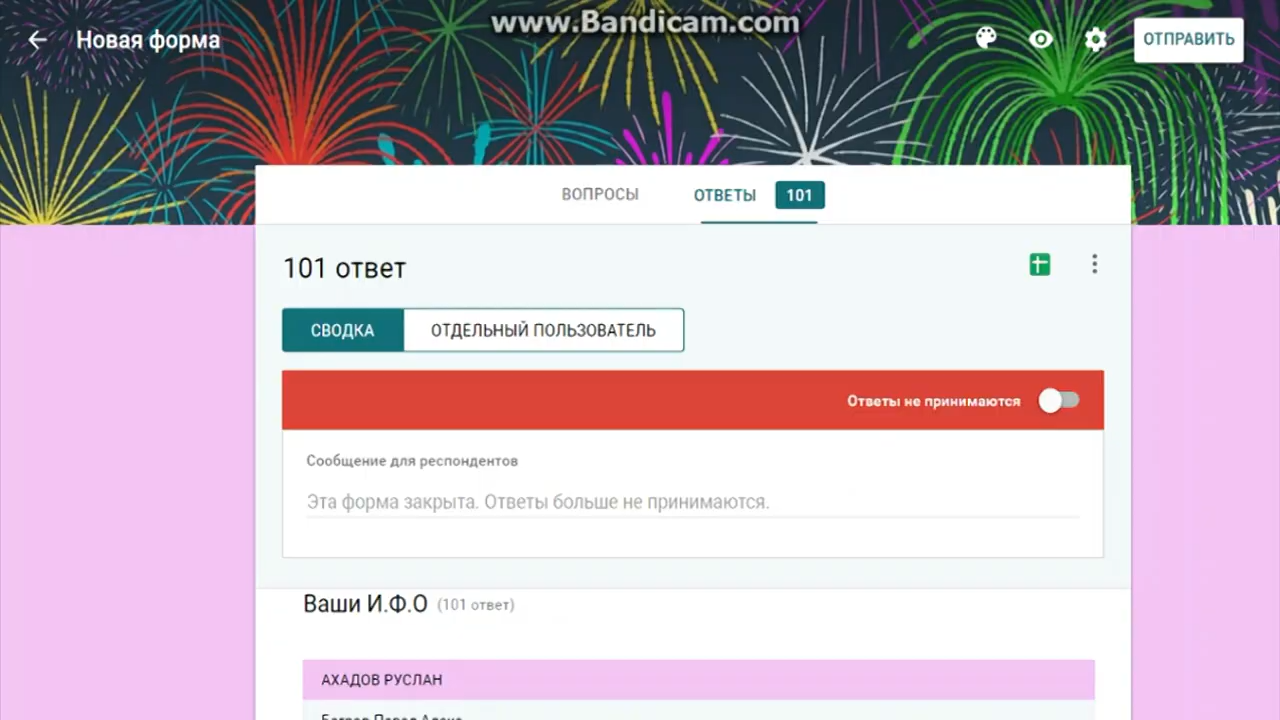 www.Bandicam.com
Новая форма
ОТПРАВИТЬ
ВОПРОСЫ
ОТВЕТЫ 101
101 ответ
СВОДКА
ОТДЕЛЬНЫЙ ПОЛЬЗОВАТЕЛЬ
Ответы не принимаются
Сообщение для респондентов
Эта форма закрыта. Ответы больше не принимаются.
Ваши И.Ф.О (101 ответ)
АХАДОВ РУСЛАН